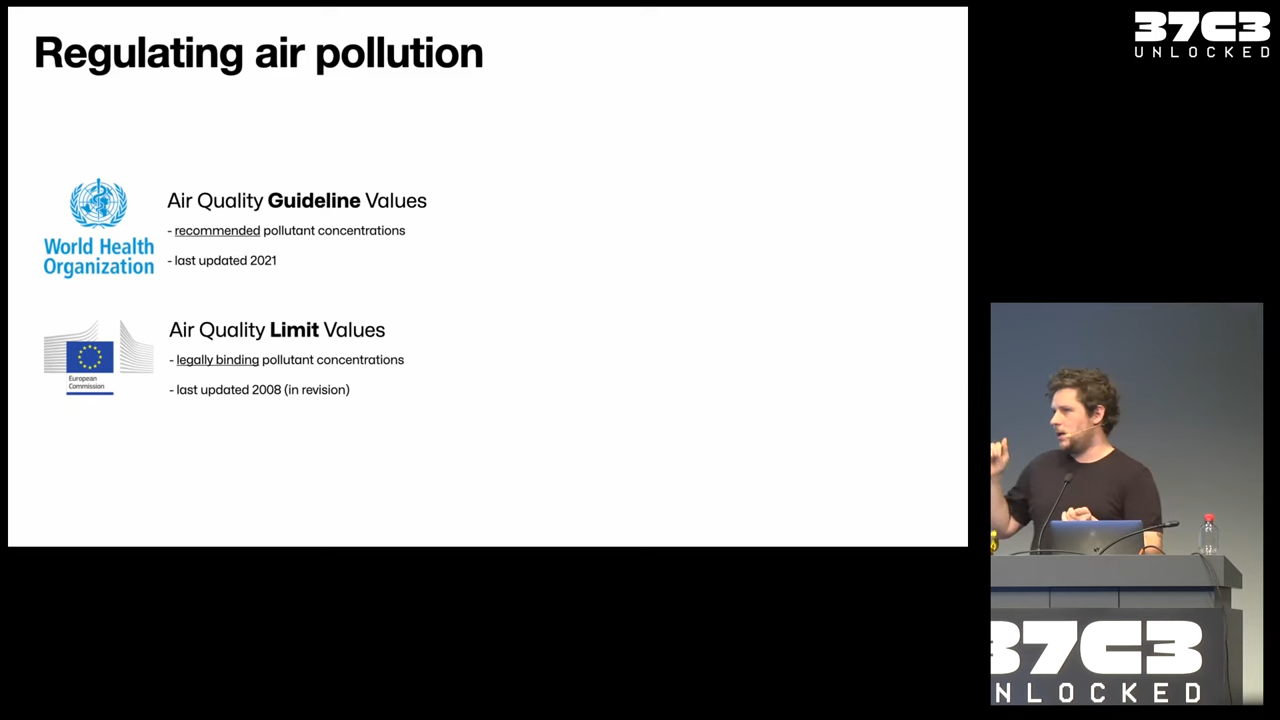 Regulating air pollution
World Health
Organization
Air Quality Guideline Values
- recommended pollutant concentrations
- last updated 2021
European
Commission
Air Quality Limit Values
- legally binding pollutant concentrations
- last updated 2008 (in revision)
37C3
UNLOCKED
37C3
NLOCKED